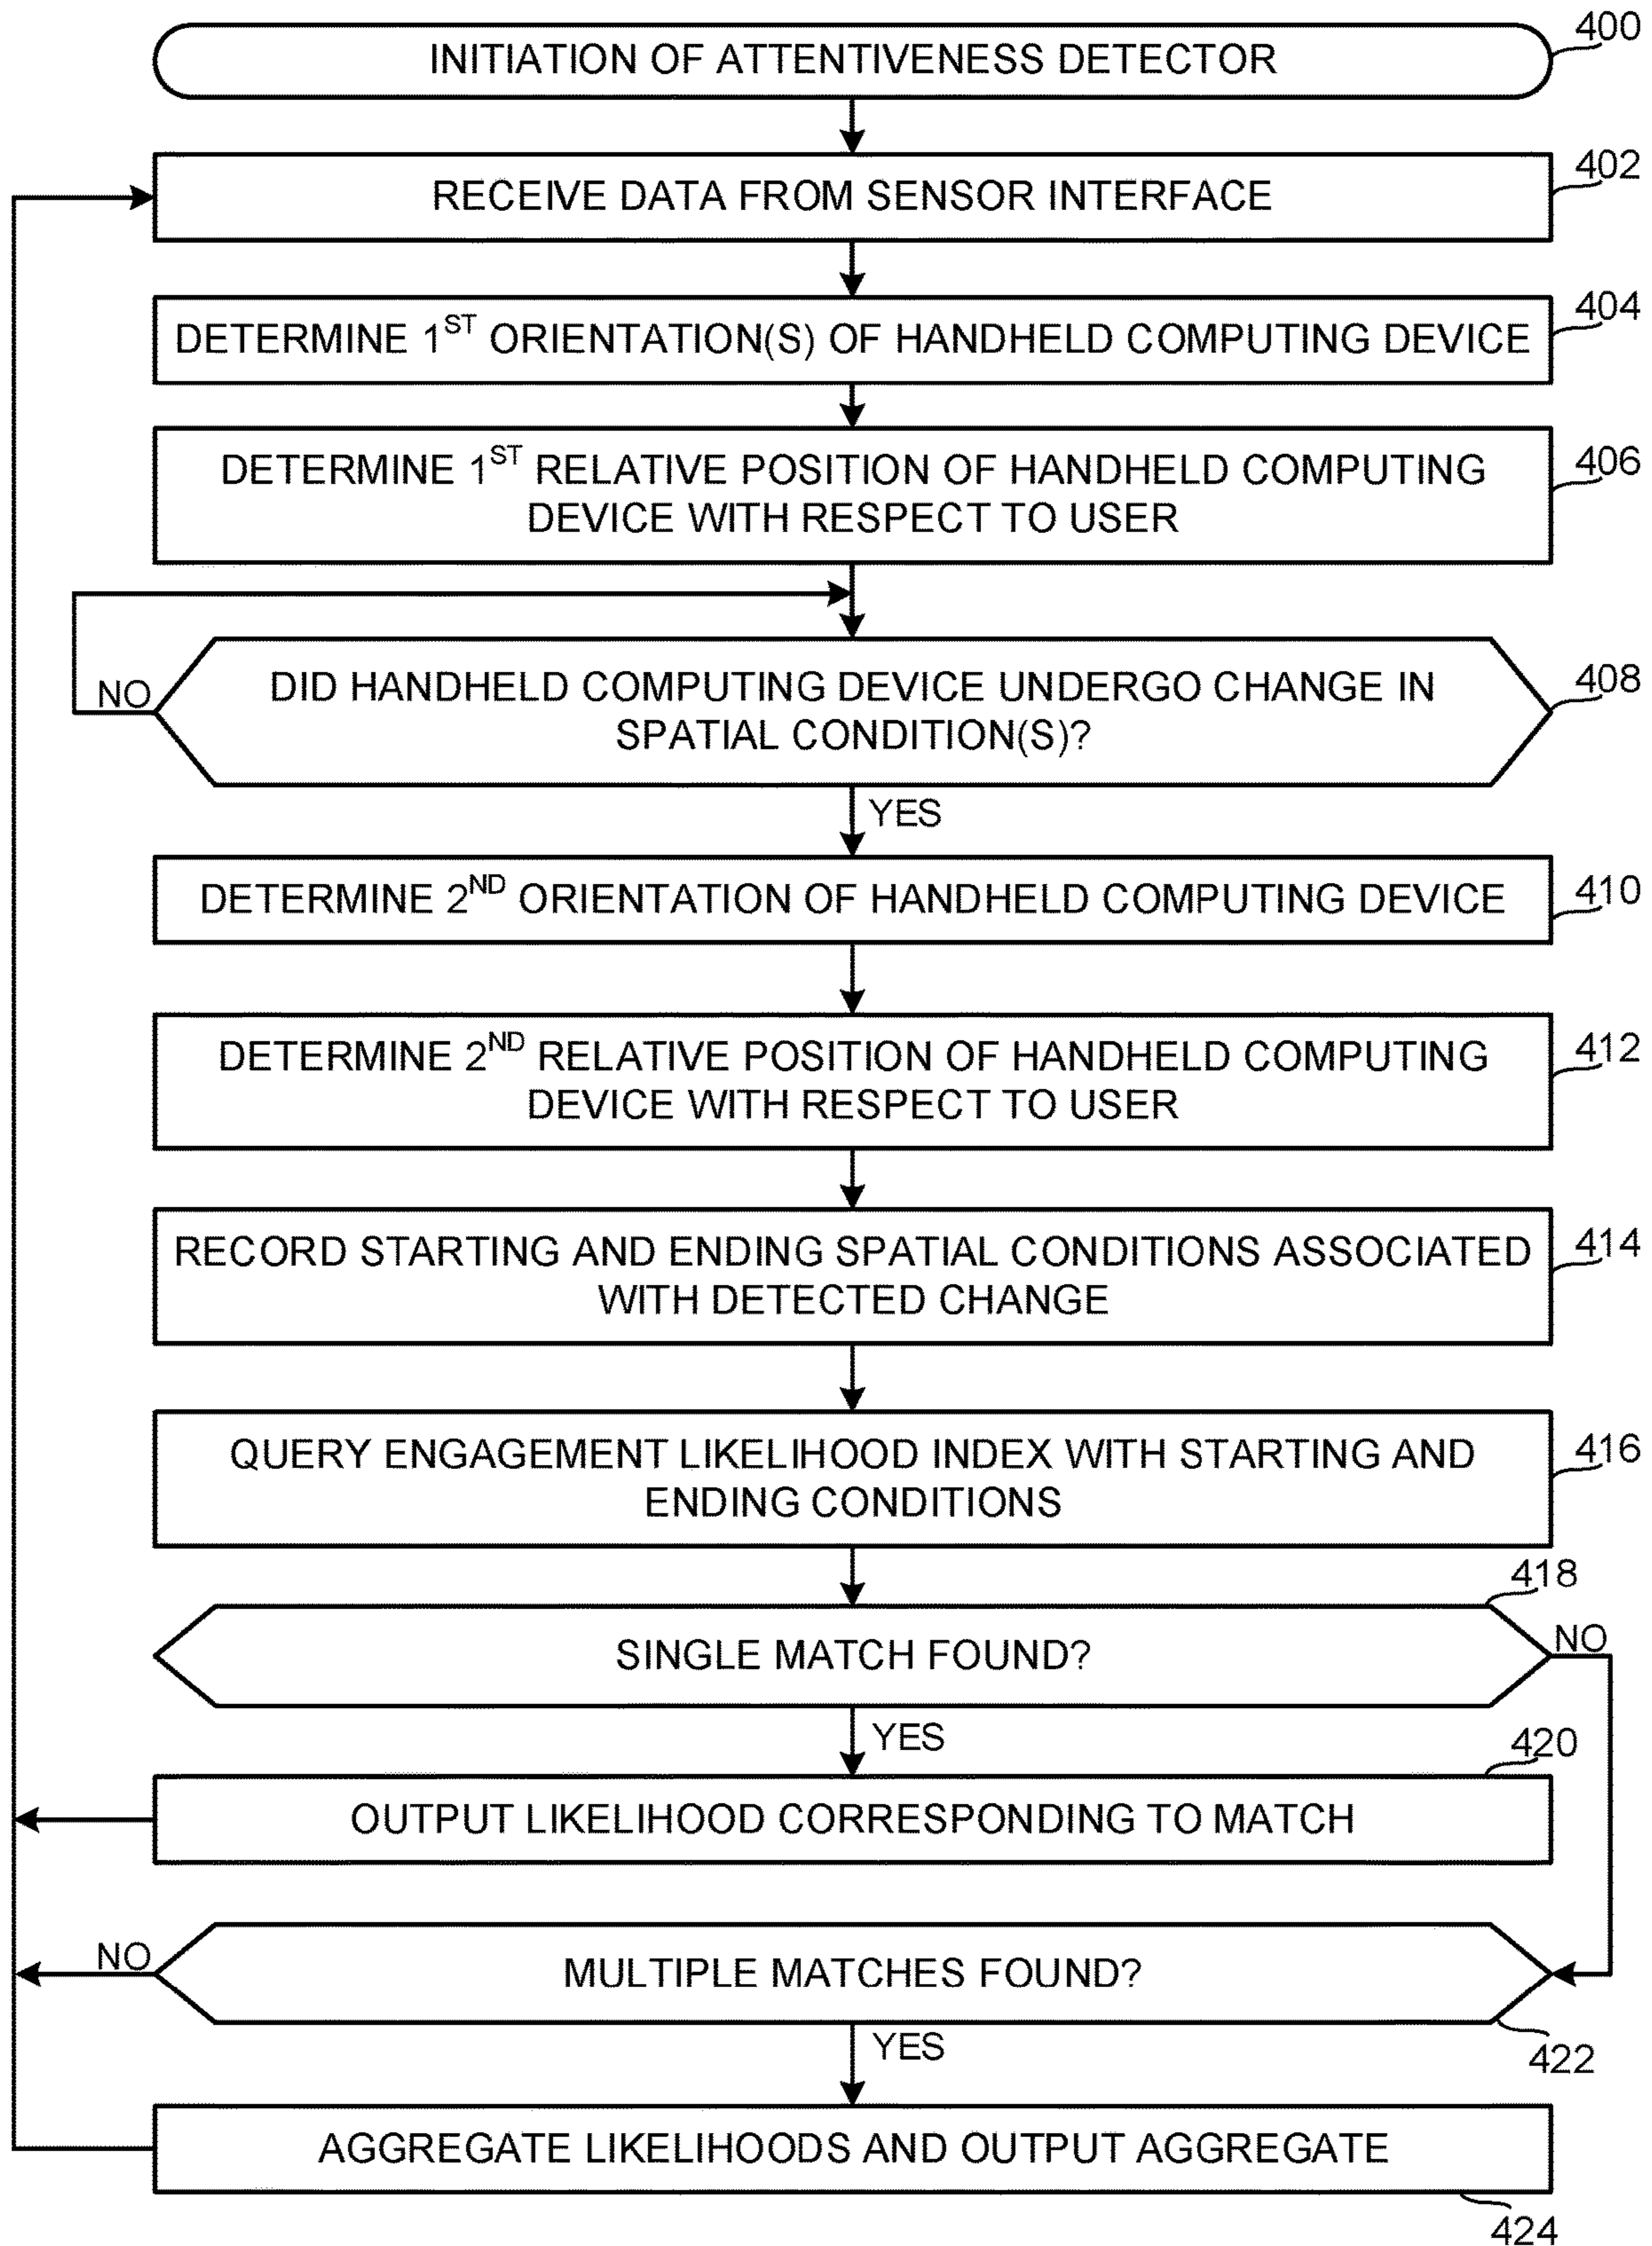 INITIATION OF ATTENTIVENESS DETECTOR
400
RECEIVE DATA FROM SENSOR INTERFACE
402
DETERMINE 1ST ORIENTATION(S) OF HANDHELD COMPUTING DEVICE
404
DETERMINE 1ST RELATIVE POSITION OF HANDHELD COMPUTING
DEVICE WITH RESPECT TO USER
406
DID HANDHELD COMPUTING DEVICE UNDERGO CHANGE IN
SPATIAL CONDITION(S)?
408
NO
YES
DETERMINE 2ND ORIENTATION OF HANDHELD COMPUTING DEVICE
410
DETERMINE 2ND RELATIVE POSITION OF HANDHELD COMPUTING
DEVICE WITH RESPECT TO USER
412
RECORD STARTING AND ENDING SPATIAL CONDITIONS ASSOCIATED
WITH DETECTED CHANGE
414
QUERY ENGAGEMENT LIKELIHOOD INDEX WITH STARTING AND
ENDING CONDITIONS
416
418
SINGLE MATCH FOUND?
NO
YES
420
OUTPUT LIKELIHOOD CORRESPONDING TO MATCH
NO
MULTIPLE MATCHES FOUND?
422
YES
AGGREGATE LIKELIHOODS AND OUTPUT AGGREGATE
424